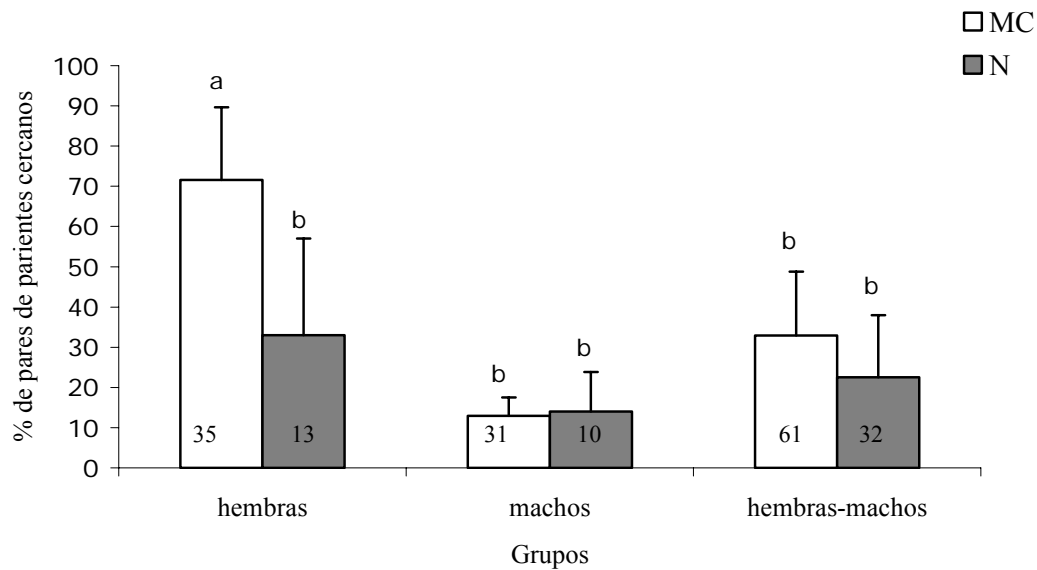 MC
N
% de pares de parientes cercanos
100
90
80
70
60
50
40
30
20
10
0
a
b
b
b
b
b
35
13
31
10
61
32
hembras
machos
hembras-machos
Grupos